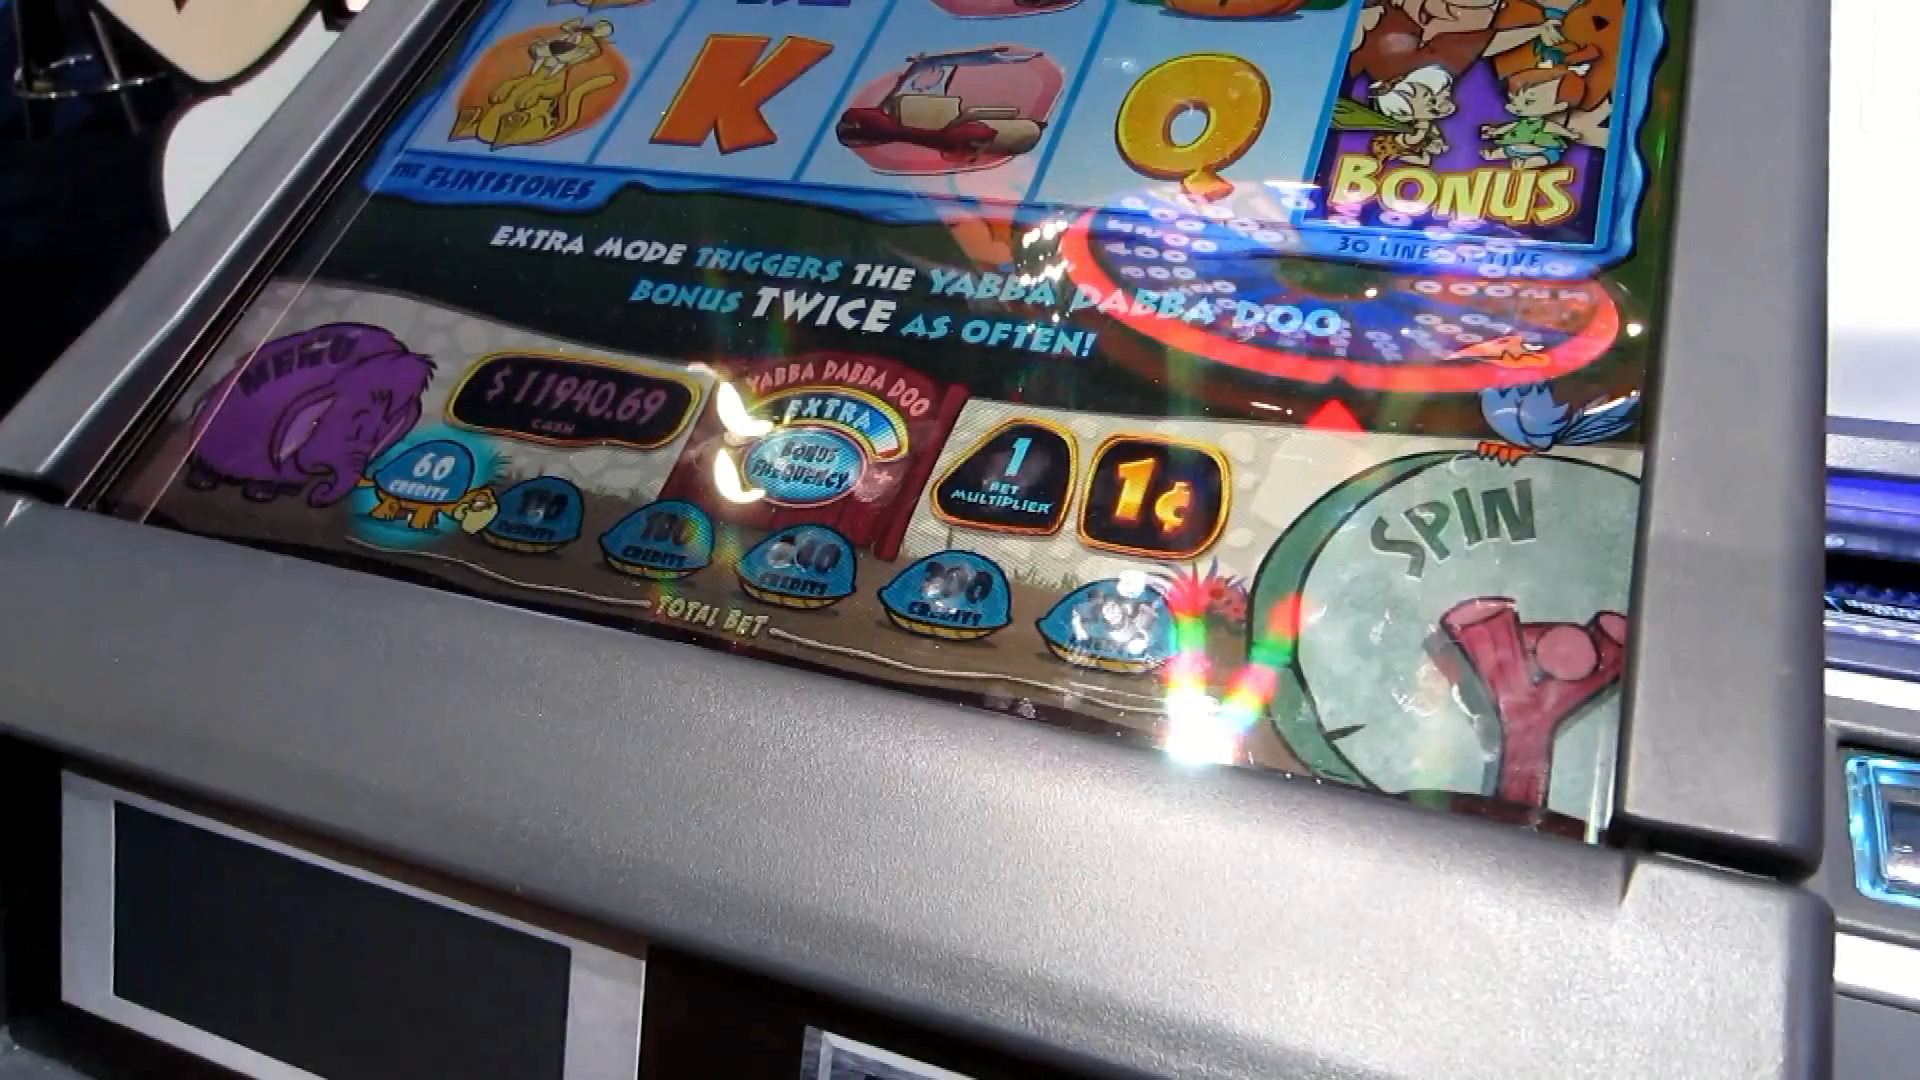 K
Q
BONUS
THE FLINTSTONES
30 LINES ACTIVE
EXTRA MODE TRIGGERS THE YABBA DABBA DOO
BONUS TWICE AS OFTEN!
MENU
$11940.69
CASH
YABBA DABBA DOO
EXTRA
BONUS
FREQUENCY
1
BET
MULTIPLIER
1¢
SPIN
60
CREDITS
CREDITS
CREDITS
240
CREDITS
300
CREDITS
TOTAL BET